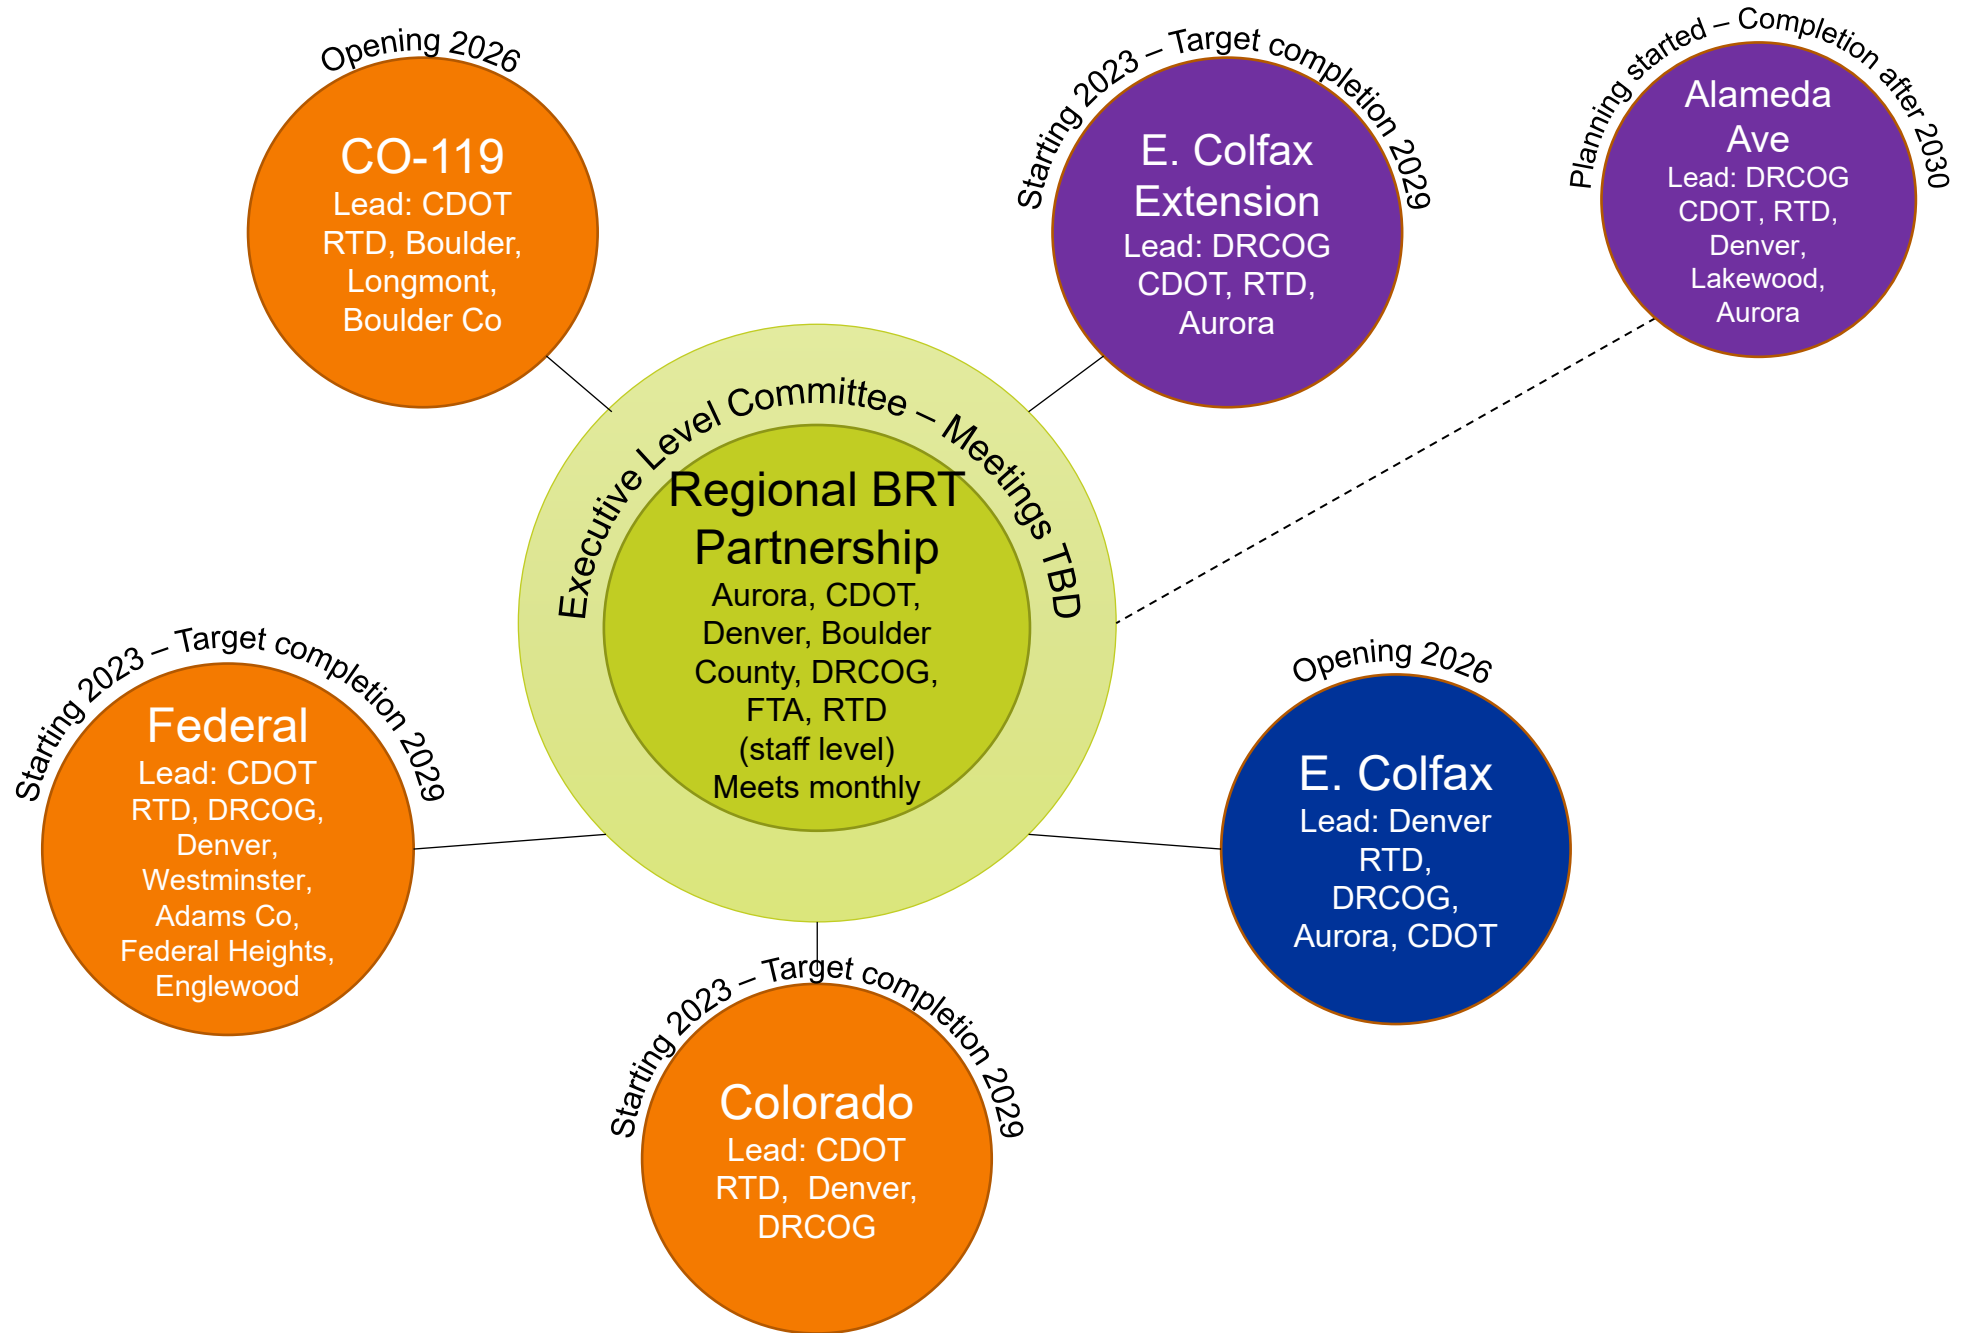 Opening 2026
CO-119
Lead: CDOT
RTD, Boulder,
Longmont,
Boulder Co
Starting 2023 – Target completion 2029
E. Colfax
Extension
Lead: DRCOG
CDOT, RTD,
Aurora
Planning started – Completion after 2030
Alameda
Ave
Lead: DRCOG
CDOT, RTD,
Denver,
Lakewood,
Aurora
Executive Level Committee – Meetings TBD
Regional BRT
Partnership
Aurora, CDOT,
Denver, Boulder
County, DRCOG,
FTA, RTD
(staff level)
Meets monthly
Starting 2023 – Target completion 2029
Federal
Lead: CDOT
RTD, DRCOG,
Denver,
Westminster,
Adams Co,
Federal Heights,
Englewood
Opening 2026
E. Colfax
Lead: Denver
RTD,
DRCOG,
Aurora, CDOT
Starting 2023 – Target completion 2029
Colorado
Lead: CDOT
RTD,  Denver,
DRCOG